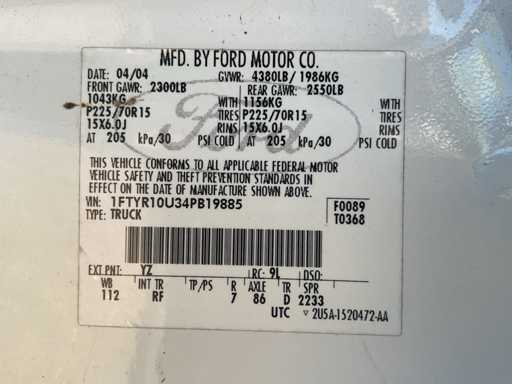 MFD. BY FORD MOTOR CO.
DATE: 04/04 GVWR: 4380LB/ 1986KG
FRONT GAWR: 2300LB REAR GAWR: 2550LB
1043KG WITH 1156KG WITH
P225/70R15 TIRES P225/70R15 TIRES
15X6.0J RIMS 15X6.0J RIMS
AT 205 kPa/30 PSI COLD AT 205 kPa/30 PSI COLD
THIS VEHICLE CONFORMS TO ALL APPLICABLE FEDERAL MOTOR
VEHICLE SAFETY AND THEFT PREVENTION STANDARDS IN
EFFECT ON THE DATE OF MANUFACTURE SHOWN ABOVE.
VIN: 1FTYR10U34PB19885 F0089
TYPE: TRUCK T0368
Ford
EXT PNT: YZ RC: 9L DSO:
WB INT TR TP/PS R AXLE TR SPR
112 RF 7 86 D 2233
UTC ▽ 2U5A-1520472-AA